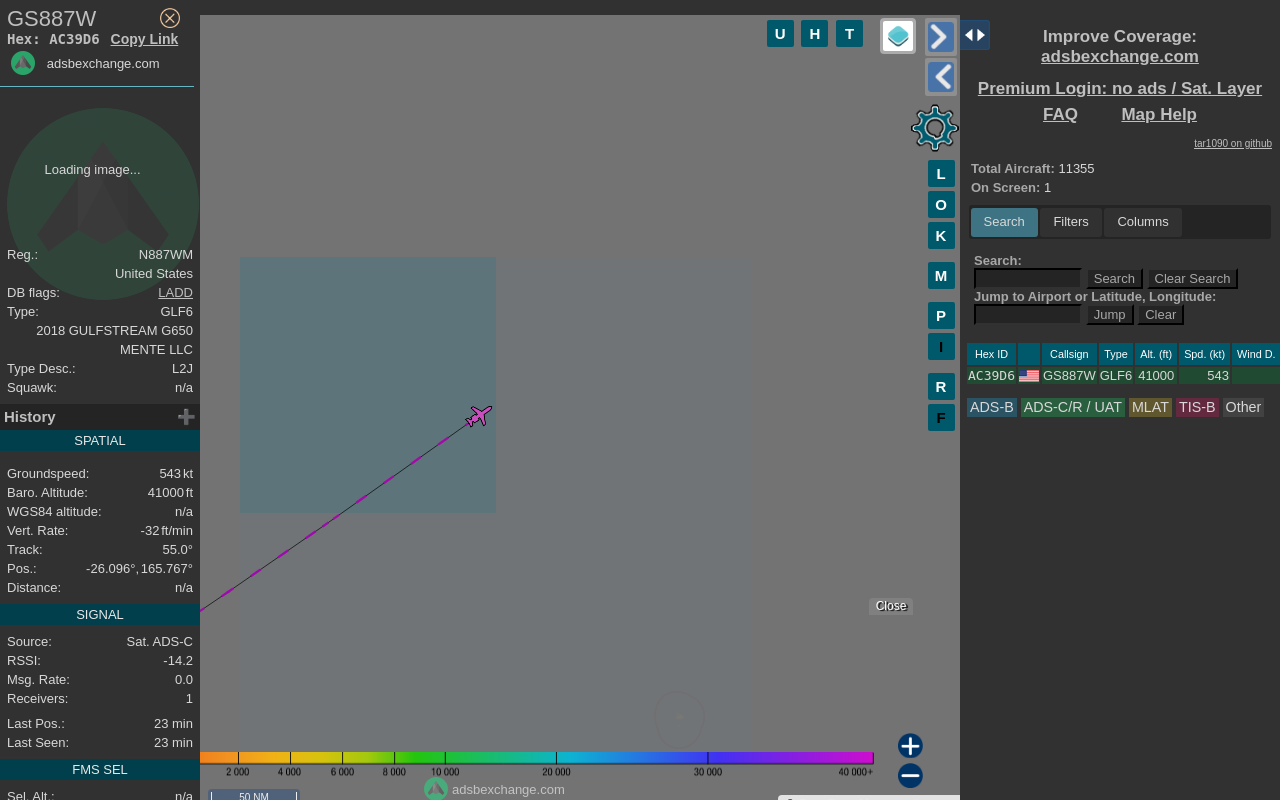 GS887W
Hex: AC39D6 Copy Link
adsbexchange.com
Loading image...
Reg.: N887WM
United States
DB flags: LADD
Type: GLF6
2018 GULFSTREAM G650
MENTE LLC
Type Desc.: L2J
Squawk: n/a
History
SPATIAL
Groundspeed: 543 kt
Baro. Altitude: 41000 ft
WGS84 altitude: n/a
Vert. Rate: -32 ft/min
Track: 55.0°
Pos.: -26.096°, 165.767°
Distance: n/a
SIGNAL
Source: Sat. ADS-C
RSSI: -14.2
Msg. Rate: 0.0
Receivers: 1
Last Pos.: 23 min
Last Seen: 23 min
FMS SEL
Sel. Alt.: n/a
U H T
L
O
K
M
P
I
R
F
Close
2 000 4 000 6 000 8 000 10 000 20 000 30 000 40 000+
50 NM
adsbexchange.com
Improve Coverage:
adsbexchange.com
Premium Login: no ads / Sat. Layer
FAQ Map Help
tar1090 on github
Total Aircraft: 11355
On Screen: 1
Search Filters Columns
Search:
Search Clear Search
Jump to Airport or Latitude, Longitude:
Jump Clear
Hex ID Callsign Type Alt. (ft) Spd. (kt) Wind D.
AC39D6 GS887W GLF6 41000 543
ADS-B ADS-C/R / UAT MLAT TIS-B Other